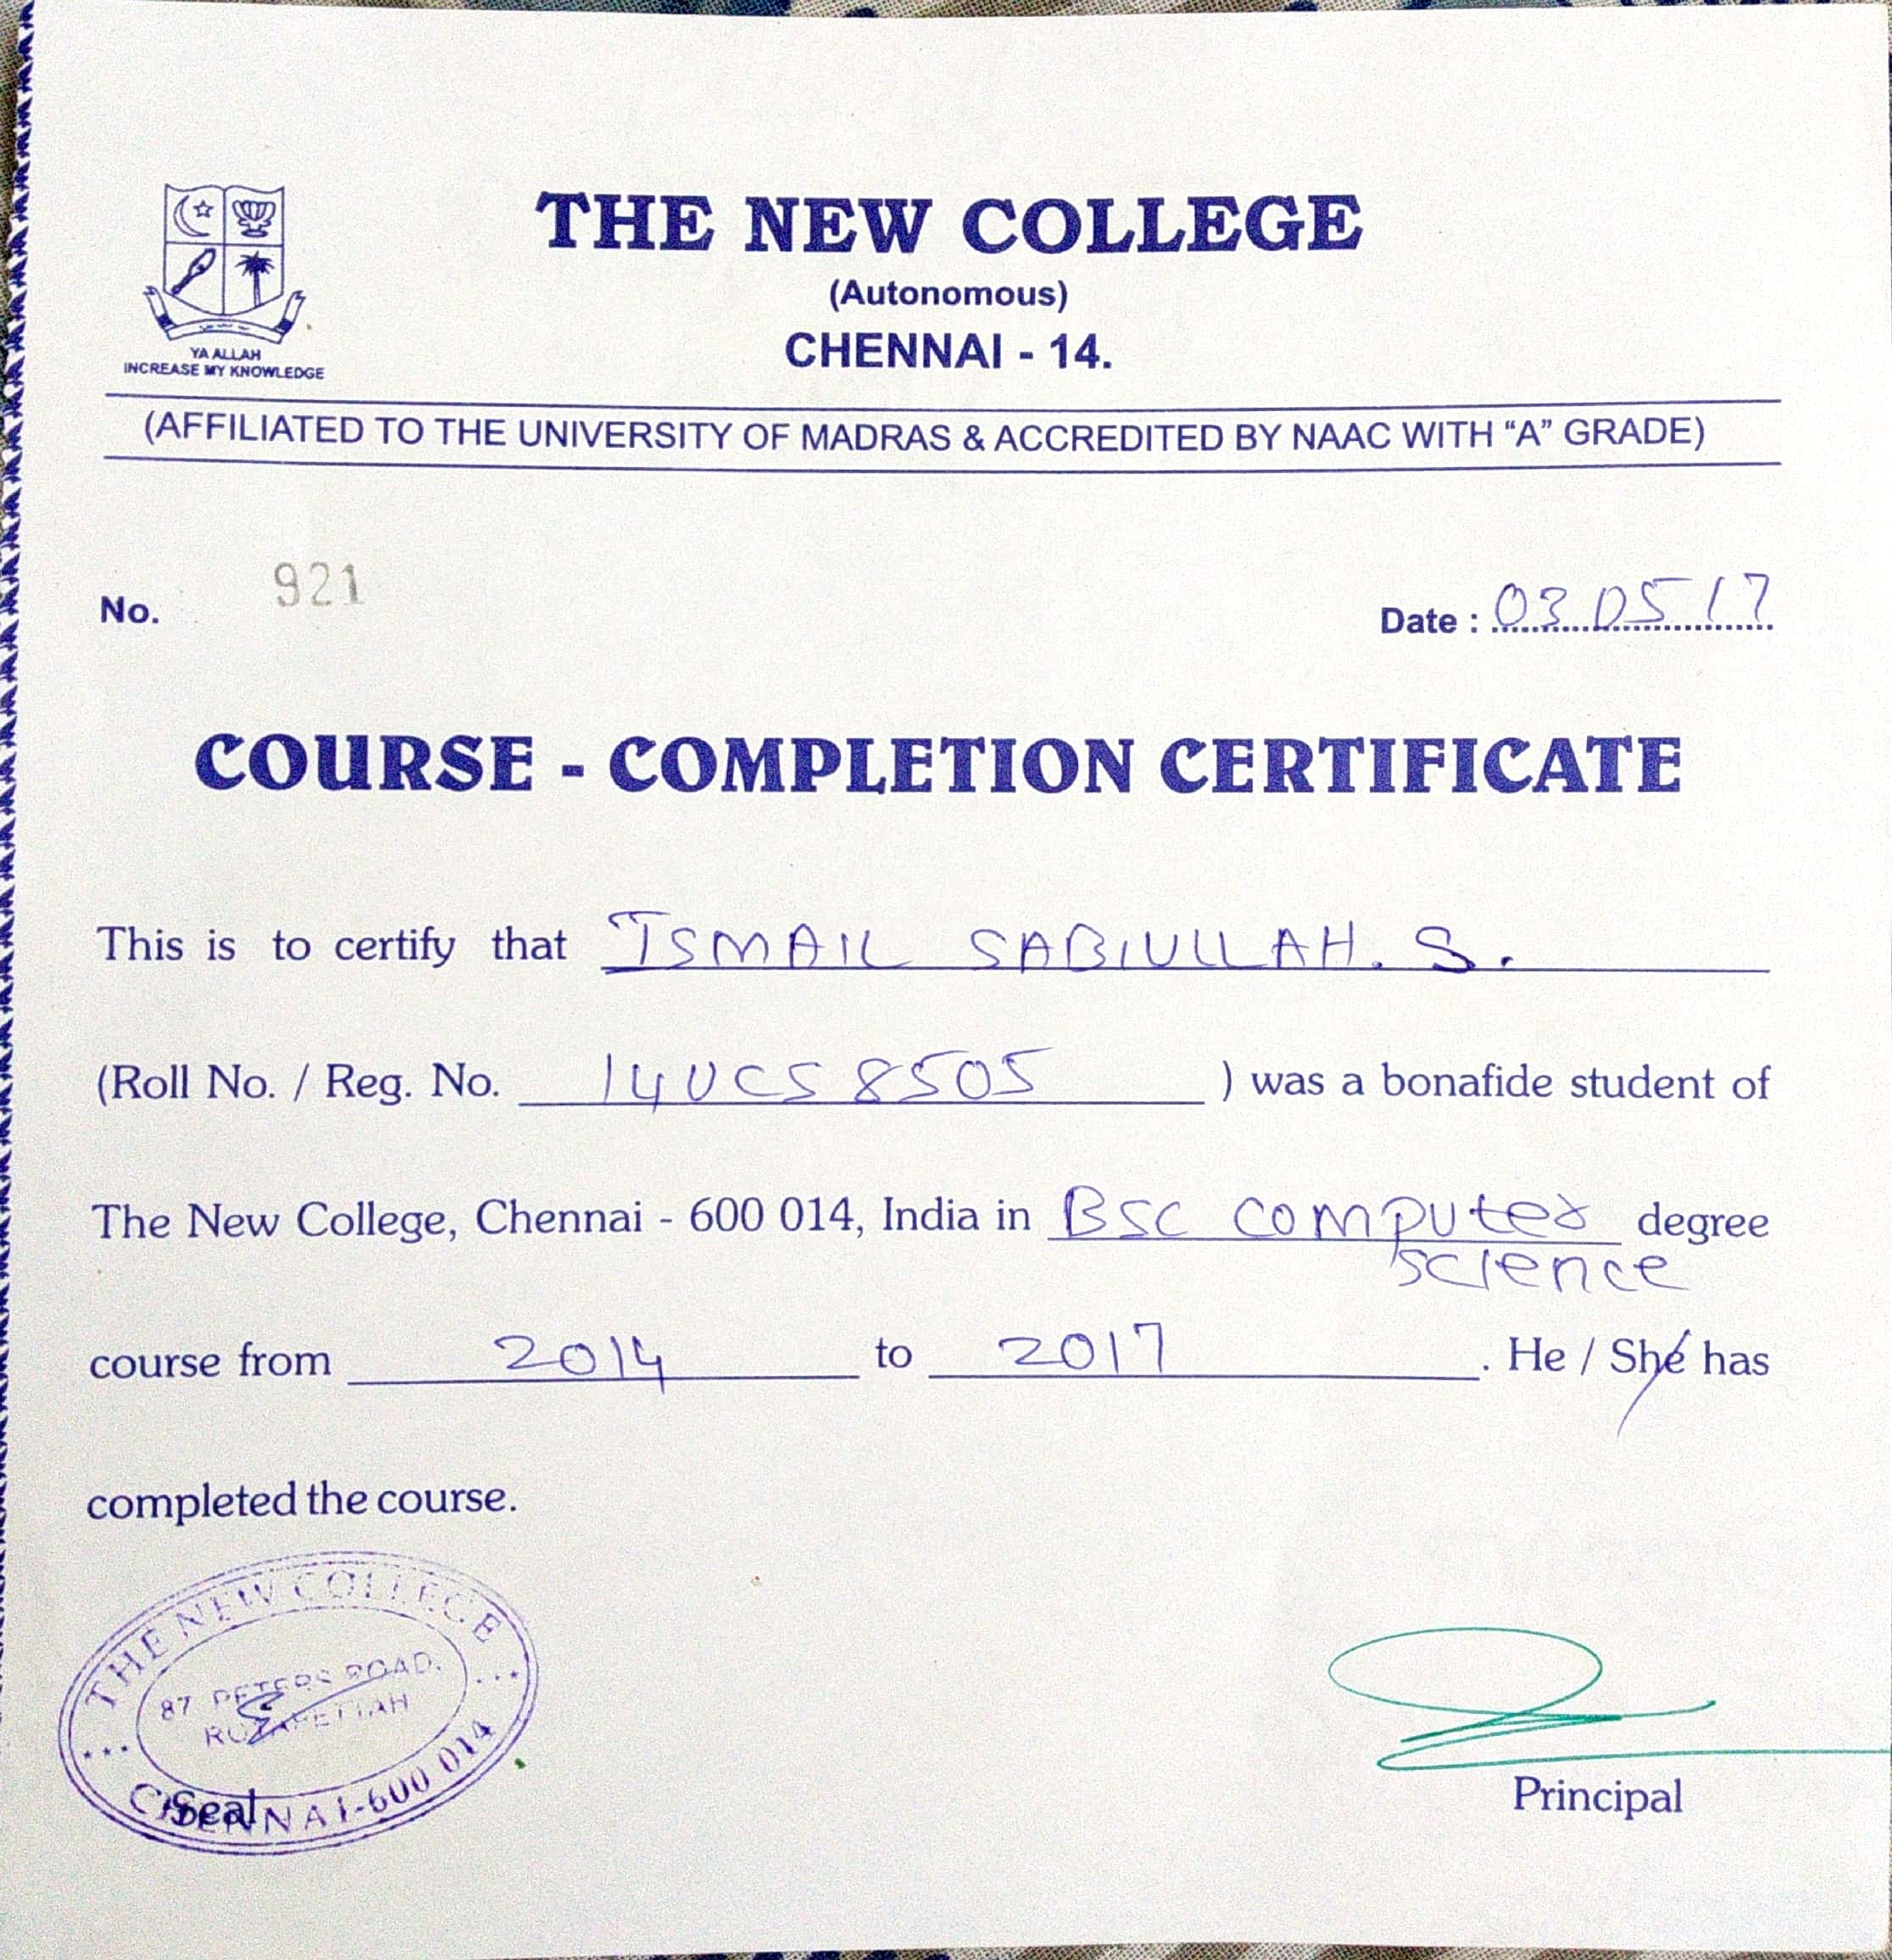 THE NEW COLLEGE
(Autonomous)
CHENNAI - 14.
YA ALLAH
INCREASE MY KNOWLEDGE
(AFFILIATED TO THE UNIVERSITY OF MADRAS & ACCREDITED BY NAAC WITH “A” GRADE)
No. 921
Date : 03 05 17
COURSE - COMPLETION CERTIFICATE
This is to certify that ISMAIL SABIULLAH. S.
(Roll No. / Reg. No. 14UCS 8505 ) was a bonafide student of
The New College, Chennai - 600 014, India in BSC computer degree
science
course from 2014 to 2017 . He / She has
completed the course.
THE NEW COLLEGE
87 PETERS ROAD,
ROYAPETTAH
CHENNAI-600 014
Seal
Principal